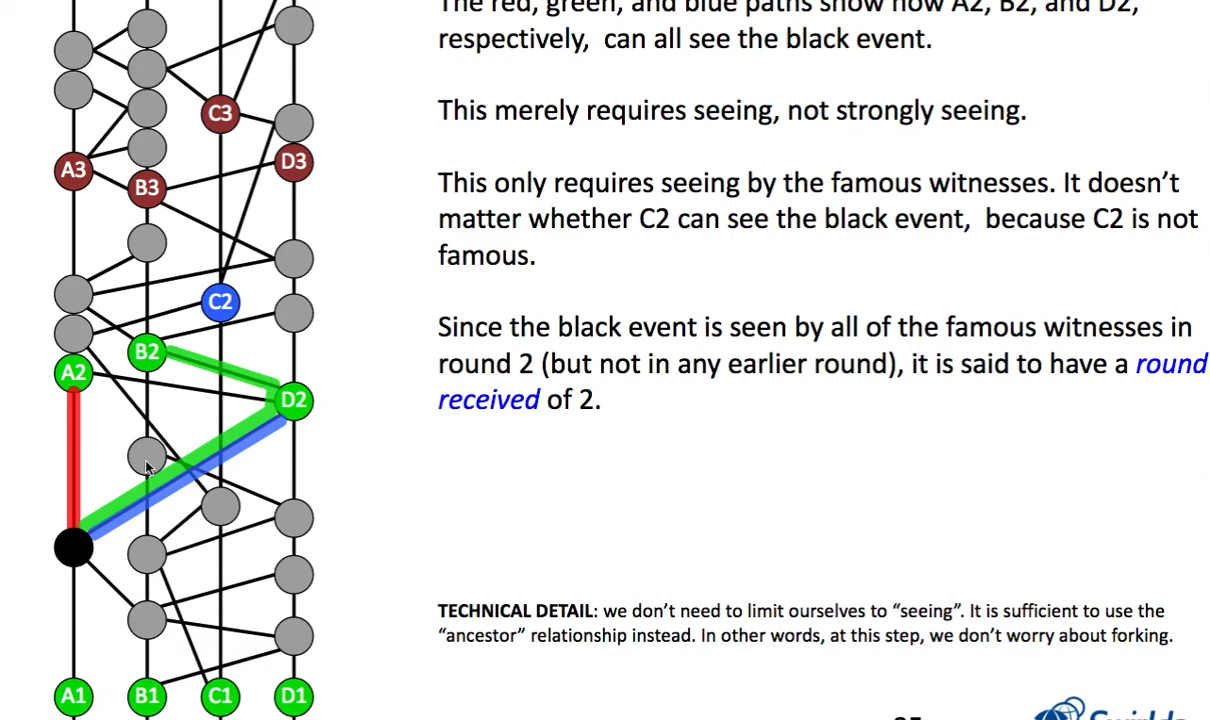 The red, green, and blue paths show how A2, B2, and D2,
respectively, can all see the black event.
This merely requires seeing, not strongly seeing.
This only requires seeing by the famous witnesses. It doesn’t
matter whether C2 can see the black event, because C2 is not
famous.
Since the black event is seen by all of the famous witnesses in
round 2 (but not in any earlier round), it is said to have a round
received of 2.
TECHNICAL DETAIL: we don’t need to limit ourselves to “seeing”. It is sufficient to use the
“ancestor” relationship instead. In other words, at this step, we don’t worry about forking.
C3
D3
A3
B3
C2
B2
A2
D2
A1
B1
C1
D1